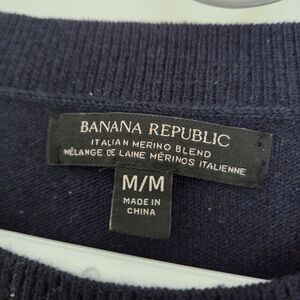 BANANA REPUBLIC
ITALIAN MERINO BLEND
MÉLANGE DE LAINE MÉRINOS ITALIENNE
M/M
MADE IN
CHINA